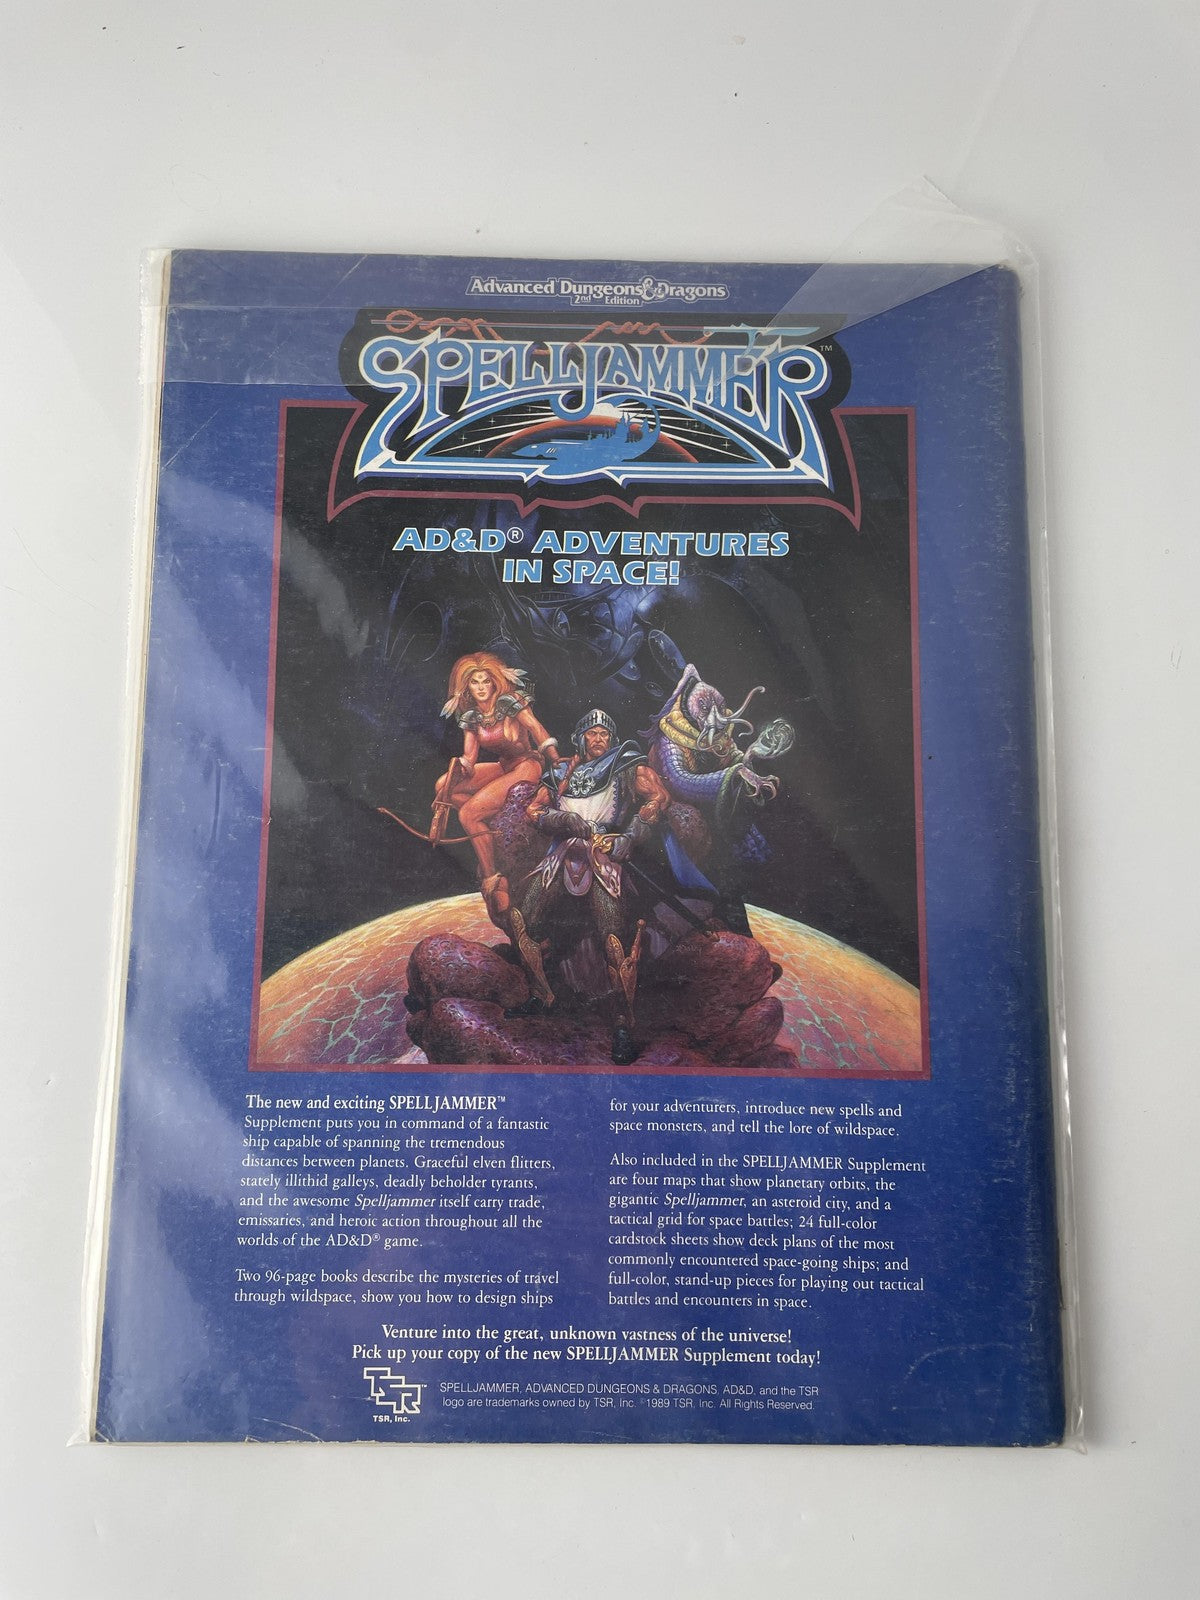 Advanced Dungeons & Dragons
2nd Edition
SPELLJAMMER™
AD&D® ADVENTURES
IN SPACE!
The new and exciting SPELLJAMMER™
Supplement puts you in command of a fantastic
ship capable of spanning the tremendous
distances between planets. Graceful elven flitters,
stately illithid galleys, deadly beholder tyrants,
and the awesome Spelljammer itself carry trade,
emissaries, and heroic action throughout all the
worlds of the AD&D® game.
Two 96-page books describe the mysteries of travel
through wildspace, show you how to design ships
for your adventurers, introduce new spells and
space monsters, and tell the lore of wildspace.
Also included in the SPELLJAMMER Supplement
are four maps that show planetary orbits, the
gigantic Spelljammer, an asteroid city, and a
tactical grid for space battles; 24 full-color
cardstock sheets show deck plans of the most
commonly encountered space-going ships; and
full-color, stand-up pieces for playing out tactical
battles and encounters in space.
Venture into the great, unknown vastness of the universe!
Pick up your copy of the new SPELLJAMMER Supplement today!
TSR™
TSR, Inc.
SPELLJAMMER, ADVANCED DUNGEONS & DRAGONS, AD&D, and the TSR
logo are trademarks owned by TSR, Inc. ©1989 TSR, Inc. All Rights Reserved.